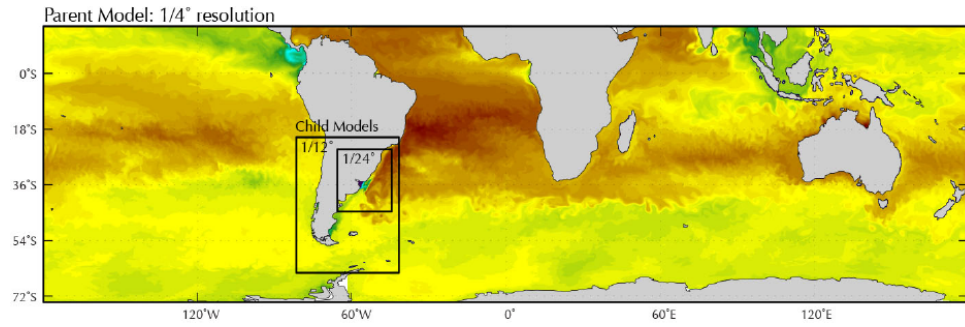 Parent Model: 1/4° resolution
0°S
18°S
Child Models
1/12°
1/24°
36°S
54°S
72°S
120°W
60°W
0°
60°E
120°E